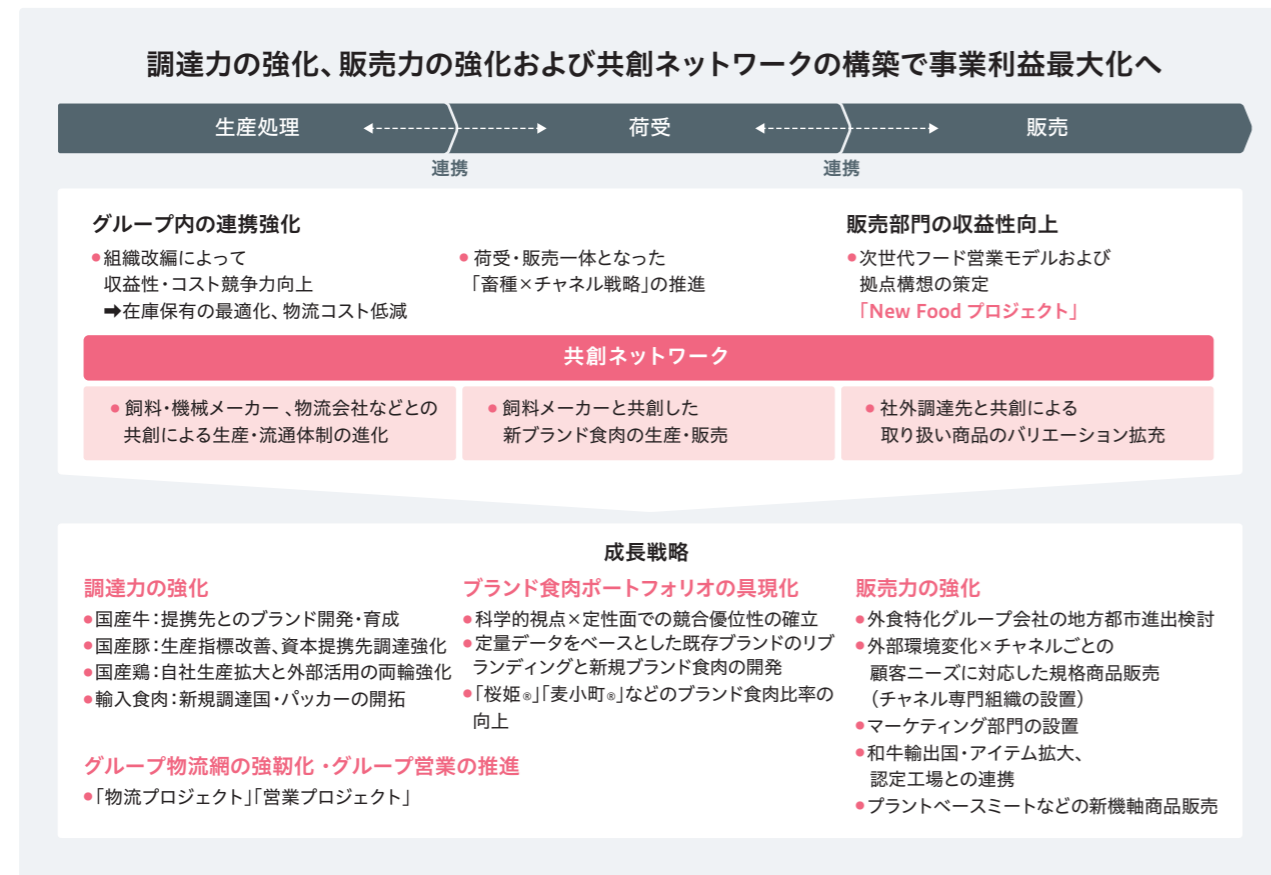 調達力の強化、販売力の強化および共創ネットワークの構築で事業利益最大化へ
生産処理
荷受
販売
連携
連携
グループ内の連携強化
●組織改編によって
収益性・コスト競争力向上
➡在庫保有の最適化、物流コスト低減
●荷受・販売一体となった
「畜種×チャネル戦略」の推進
販売部門の収益性向上
●次世代フード営業モデルおよび
拠点構想の策定
「New Food プロジェクト」
共創ネットワーク
●飼料・機械メーカー、物流会社などとの
共創による生産・流通体制の進化
●飼料メーカーと共創した
新ブランド食肉の生産・販売
●社外調達先と共創による
取り扱い商品のバリエーション拡充
成長戦略
調達力の強化
●国産牛：提携先とのブランド開発・育成
●国産豚：生産指標改善、資本提携先調達強化
●国産鶏：自社生産拡大と外部活用の両輪強化
●輸入食肉：新規調達国・パッカーの開拓
ブランド食肉ポートフォリオの具現化
●科学的視点×定性面での競合優位性の確立
●定量データをベースとした既存ブランドのリブ
ランディングと新規ブランド食肉の開発
●「桜姫®」「麦小町®」などのブランド食肉比率の
向上
グループ物流網の強靭化・グループ営業の推進
●「物流プロジェクト」「営業プロジェクト」
販売力の強化
●外食特化グループ会社の地方都市進出検討
●外部環境変化×チャネルごとの
顧客ニーズに対応した規格商品販売
（チャネル専門組織の設置）
●マーケティング部門の設置
●和牛輸出国・アイテム拡大、
認定工場との連携
●プラントベースミートなどの新機軸商品販売